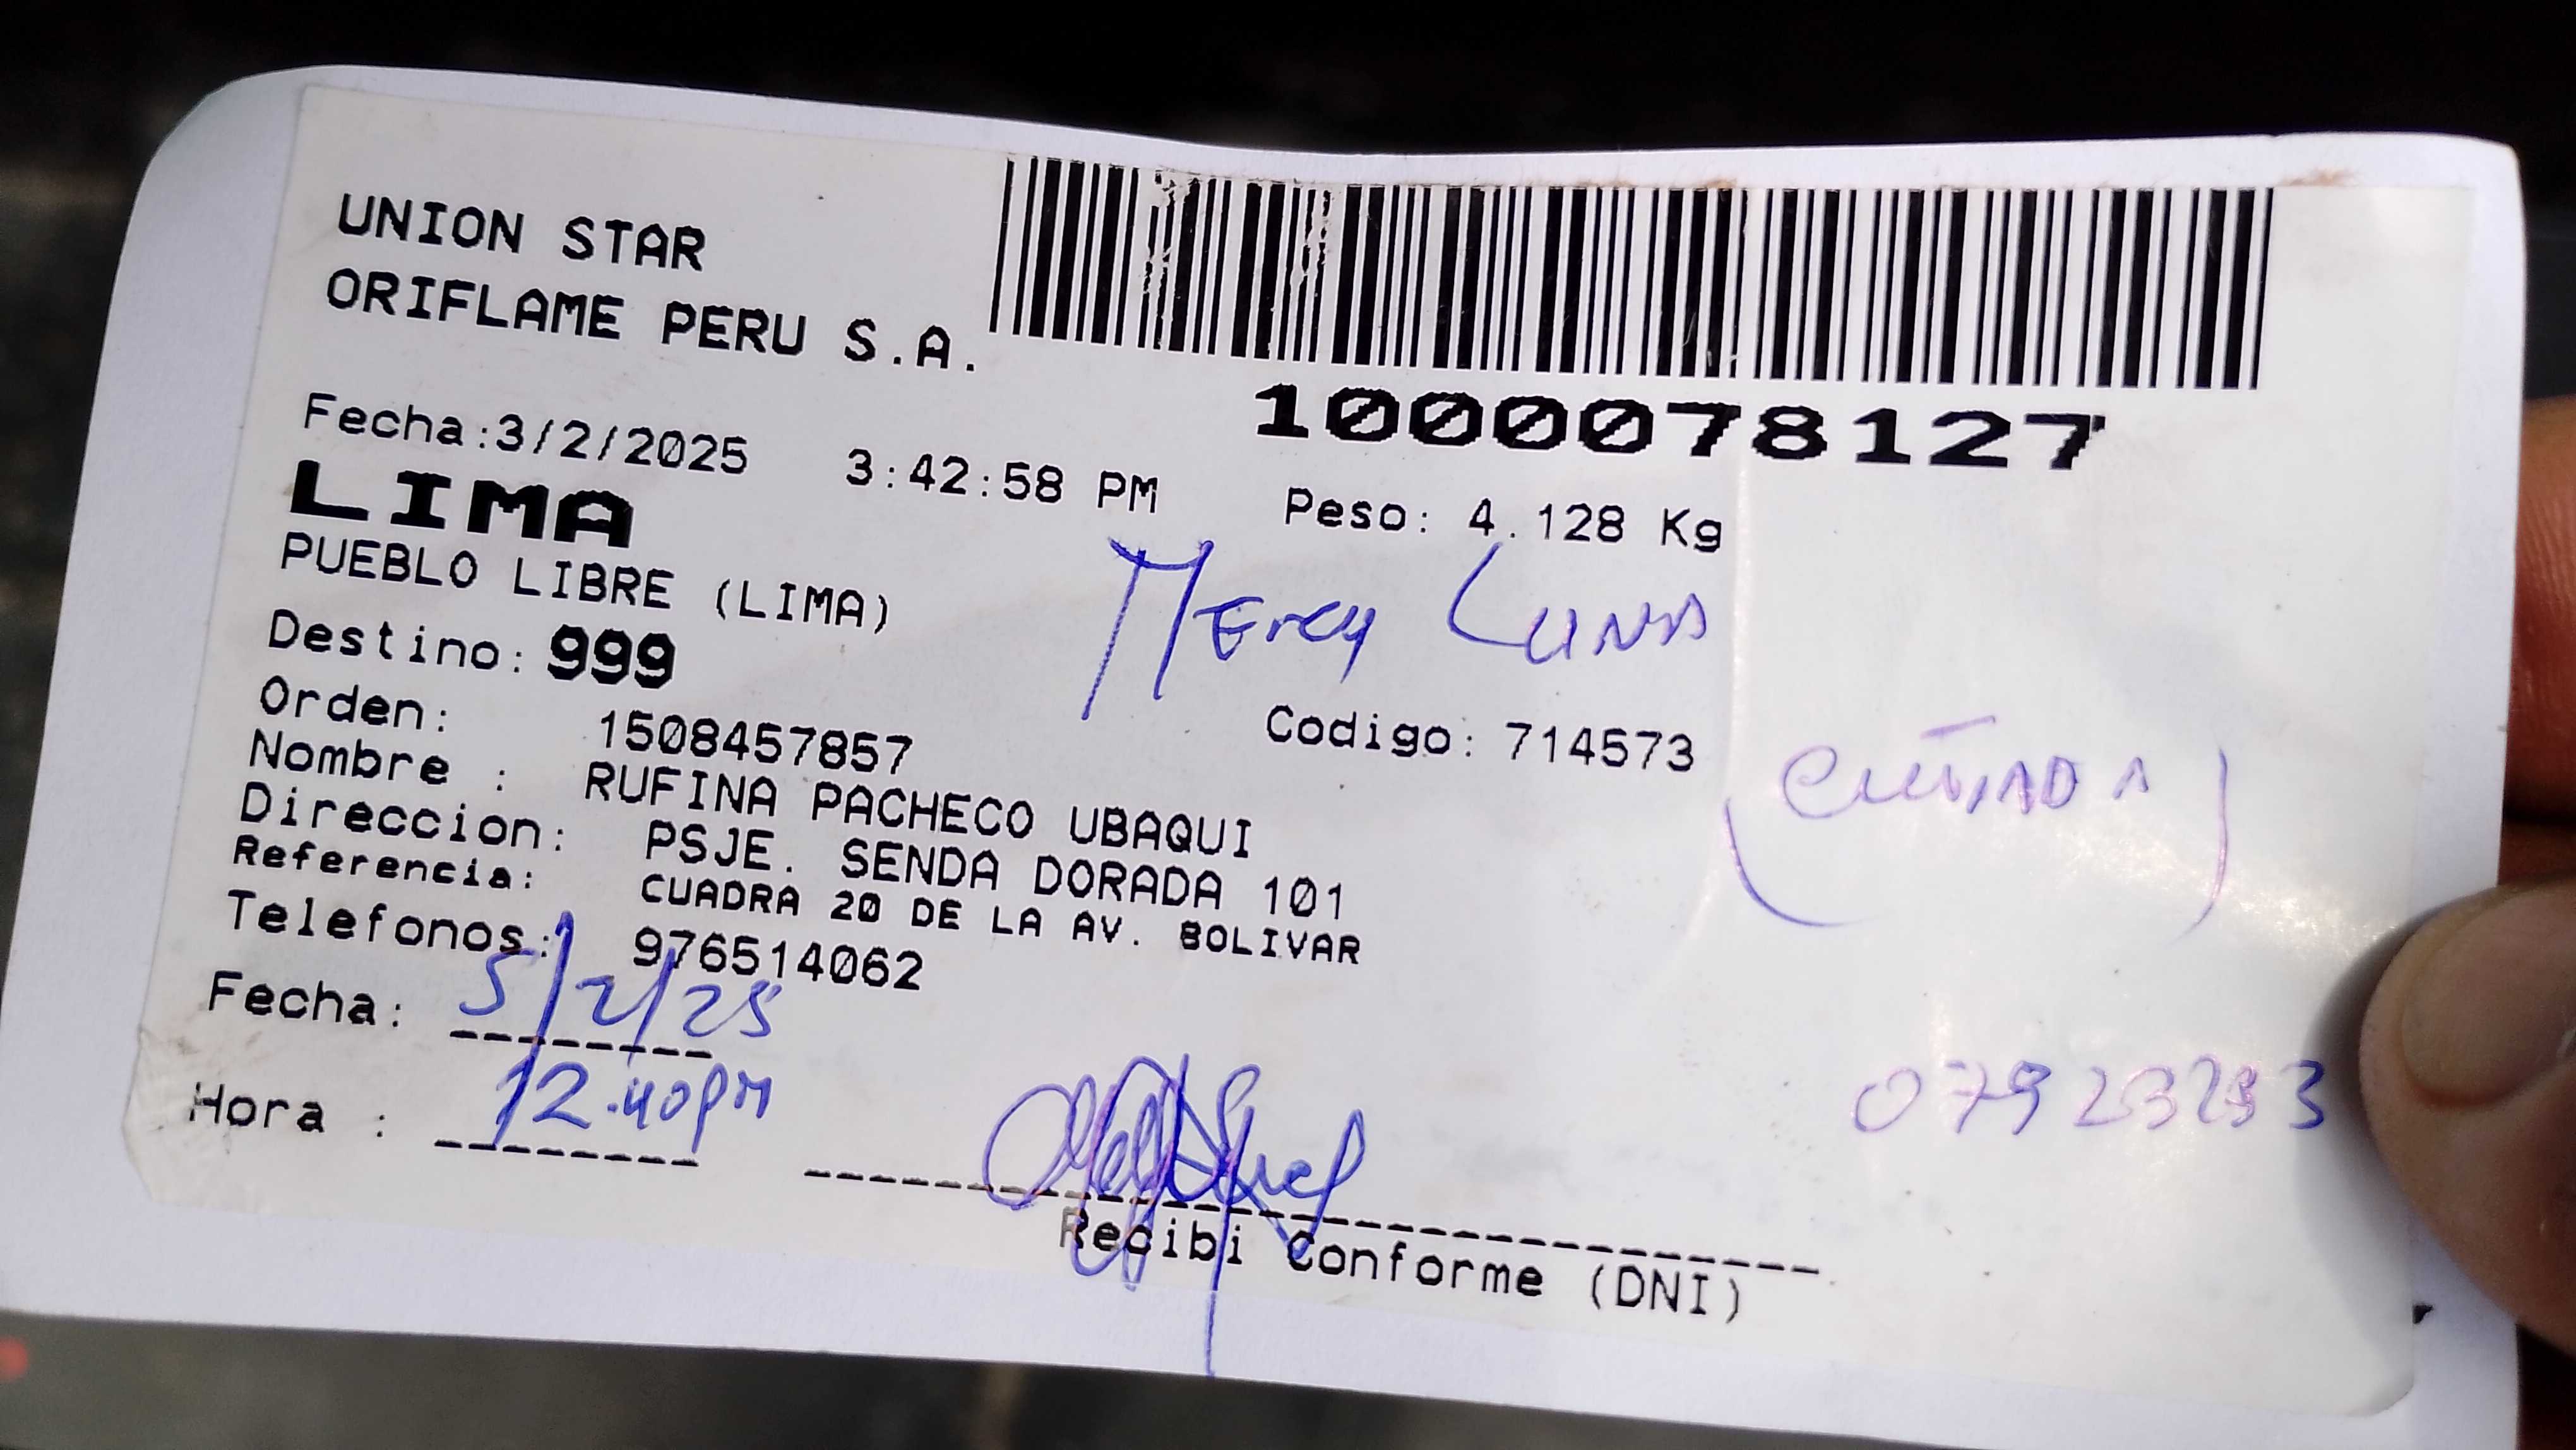 UNION STAR
ORIFLAME PERU S.A.
1000078127
Fecha:3/2/2025 3:42:58 PM Peso: 4.128 Kg
LIMA
PUEBLO LIBRE (LIMA)
Mercy Luna
Destino: 999
Orden: 1508457857 Codigo: 714573
(CUÑADA)
Nombre : RUFINA PACHECO UBAQUI
Direccion: PSJE. SENDA DORADA 101
Referencia: CUADRA 20 DE LA AV. BOLIVAR
Telefonos: 976514062
Fecha: 5/2/25
Hora : 12.40pm
Recibi Conforme (DNI)